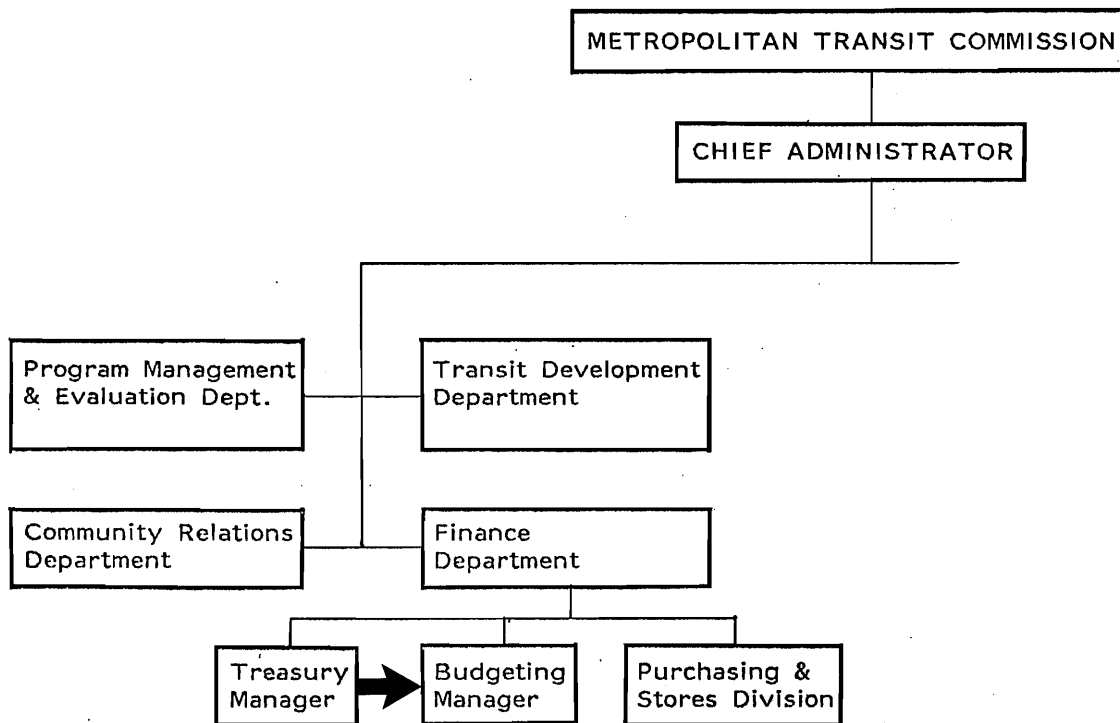 METROPOLITAN TRANSIT COMMISSION
CHIEF ADMINISTRATOR
Program Management
& Evaluation Dept.
Transit Development
Department
Community Relations
Department
Finance
Department
Treasury
Manager
Budgeting
Manager
Purchasing &
Stores Division